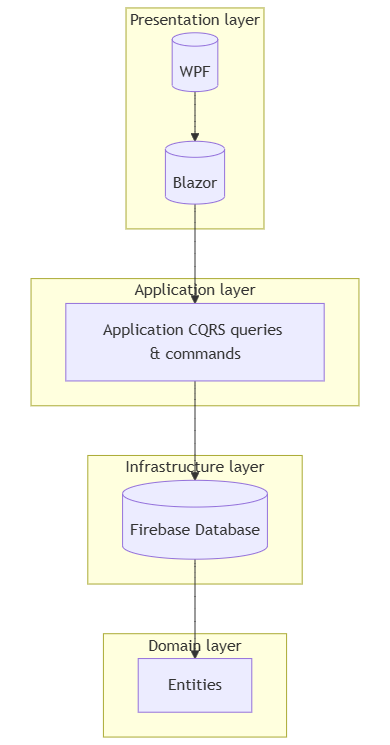 Presentation layer
WPF
Blazor
Application layer
Application CQRS queries
& commands
Infrastructure layer
Firebase Database
Domain layer
Entities